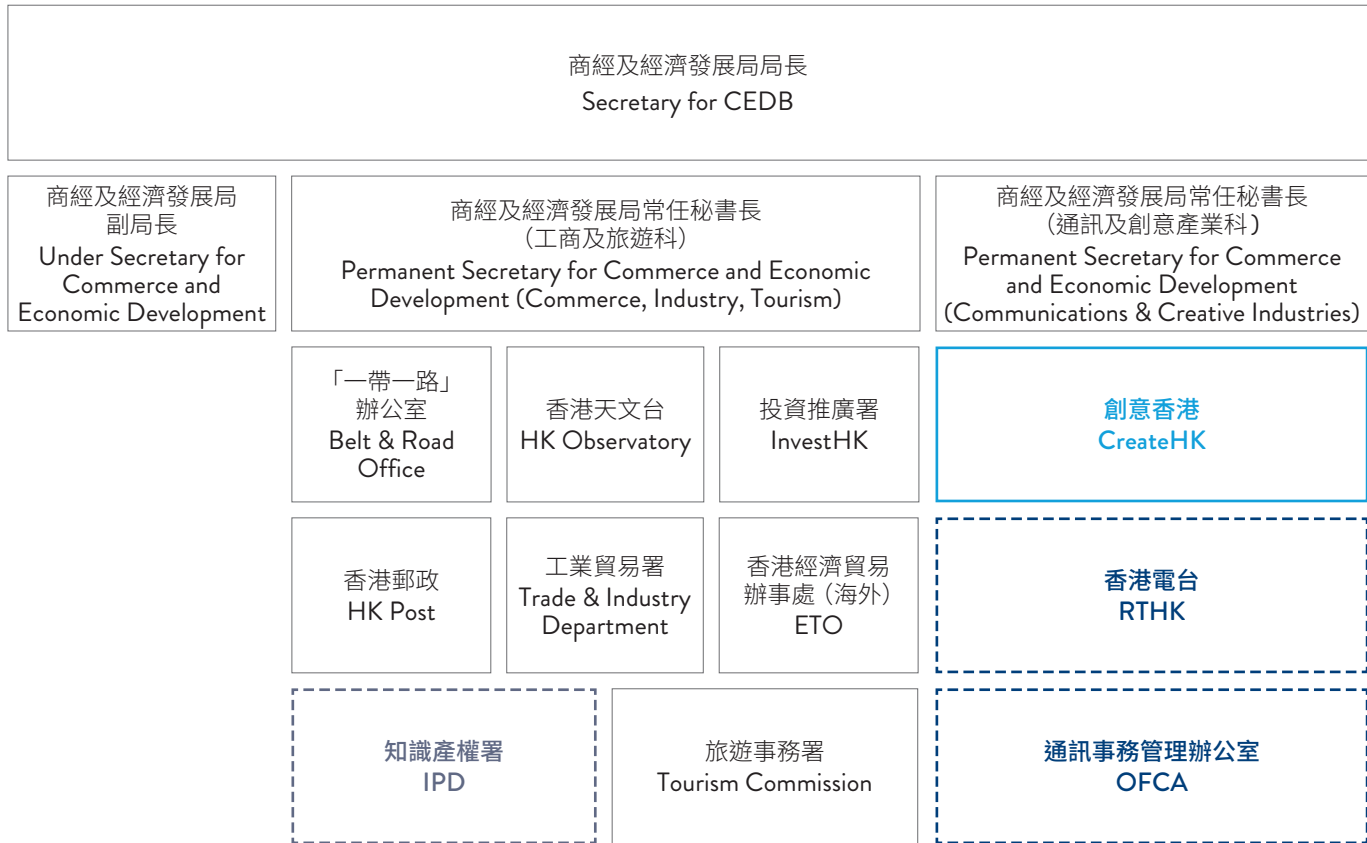 商經及經濟發展局局長
Secretary for CEDB
商經及經濟發展局
副局長
Under Secretary for
Commerce and
Economic Development
商經及經濟發展局常任秘書長
（工商及旅遊科）
Permanent Secretary for Commerce and Economic
Development (Commerce, Industry, Tourism)
商經及經濟發展局常任秘書長
（通訊及創意產業科）
Permanent Secretary for Commerce
and Economic Development
(Communications & Creative Industries)
「一帶一路」
辦公室
Belt & Road
Office
香港天文台
HK Observatory
投資推廣署
InvestHK
創意香港
CreateHK
香港郵政
HK Post
工業貿易署
Trade & Industry
Department
香港經濟貿易
辦事處（海外）
ETO
香港電台
RTHK
知識產權署
IPD
旅遊事務署
Tourism Commission
通訊事務管理辦公室
OFCA